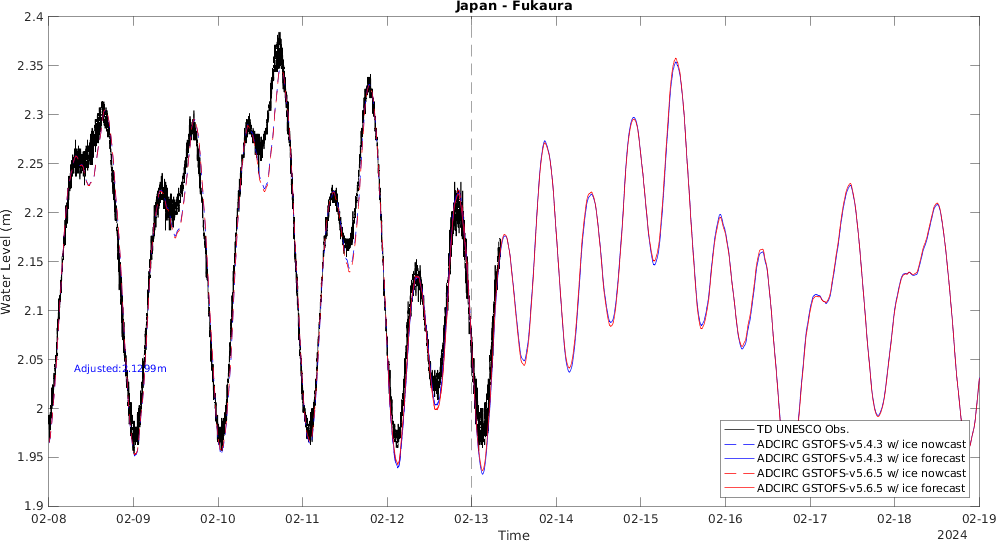 Japan - Fukaura
2.4
2.35
2.3
2.25
2.2
2.15
2.1
2.05
2
1.95
1.9
Water Level (m)
Adjusted:2.1299m
TD UNESCO Obs.
ADCIRC GSTOFS-v5.4.3 w/ ice nowcast
ADCIRC GSTOFS-v5.4.3 w/ ice forecast
ADCIRC GSTOFS-v5.6.5 w/ ice nowcast
ADCIRC GSTOFS-v5.6.5 w/ ice forecast
02-08 02-09 02-10 02-11 02-12 02-13 02-14 02-15 02-16 02-17 02-18 02-19
Time
2024